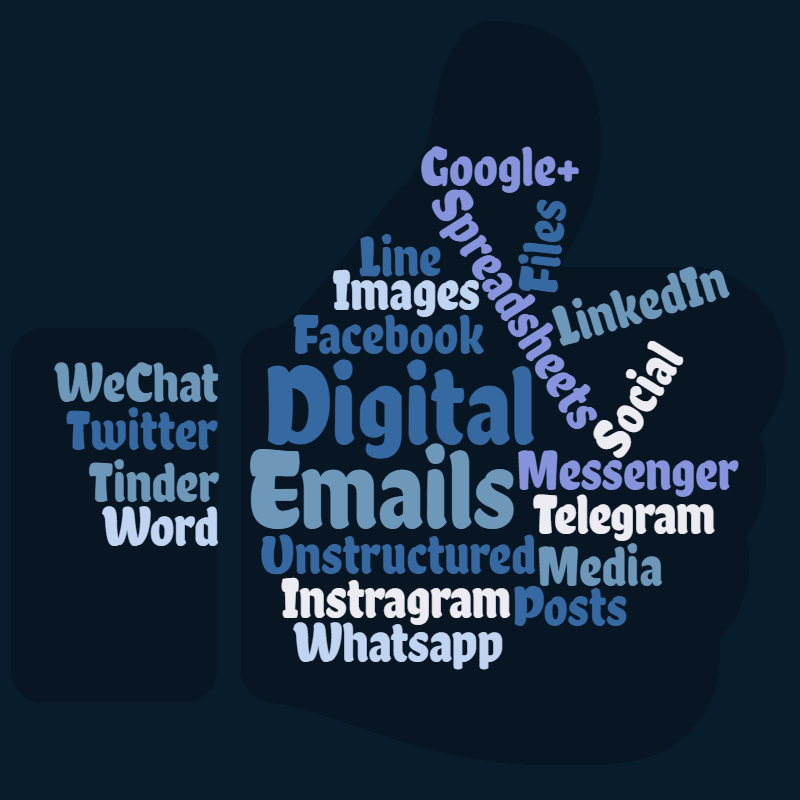 Google+
Spreadsheets
Files
Line
Images
LinkedIn
Facebook
Social
WeChat
Digital
Twitter
Emails
Messenger
Tinder
Telegram
Word
Unstructured
Media
Instragram
Posts
Whatsapp